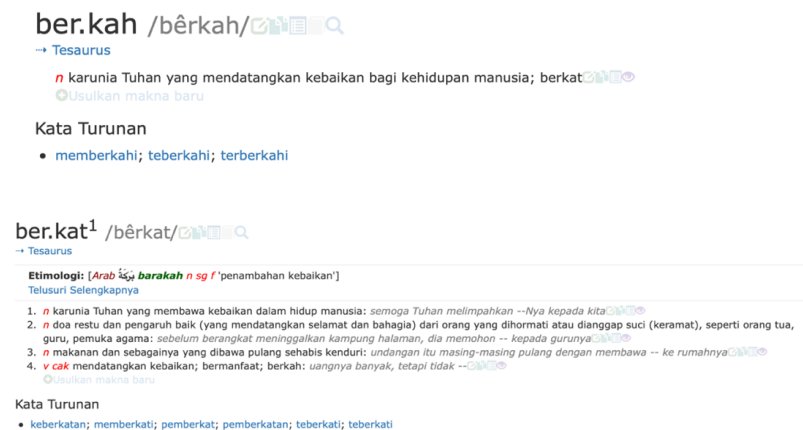 ber.kah /bêrkah/
→ Tesaurus
n karunia Tuhan yang mendatangkan kebaikan bagi kehidupan manusia; berkat
Usulkan makna baru
Kata Turunan
• memberkahi; teberkahi; terberkahi
ber.kat1 /bêrkat/
→ Tesaurus
Etimologi: [Arab بَرَكَةُ barakah n sg f 'penambahan kebaikan']
Telusuri Selengkapnya
1. n karunia Tuhan yang membawa kebaikan dalam hidup manusia: semoga Tuhan melimpahkan --Nya kepada kita
2. n doa restu dan pengaruh baik (yang mendatangkan selamat dan bahagia) dari orang yang dihormati atau dianggap suci (keramat), seperti orang tua,
guru, pemuka agama: sebelum berangkat meninggalkan kampung halaman, dia memohon -- kepada gurunya
3. n makanan dan sebagainya yang dibawa pulang sehabis kenduri: undangan itu masing-masing pulang dengan membawa -- ke rumahnya
4. v cak mendatangkan kebaikan; bermanfaat; berkah: uangnya banyak, tetapi tidak --
Usulkan makna baru
Kata Turunan
• keberkatan; memberkati; pemberkat; pemberkatan; teberkati; teberkati